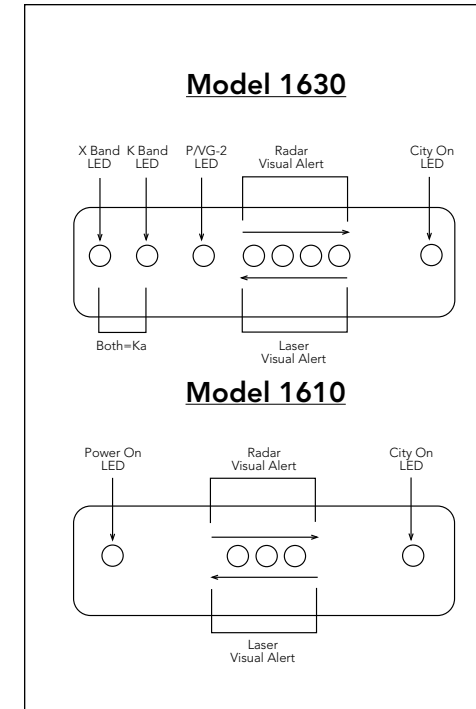 Model 1630
X Band
LED
K Band
LED
P/VG-2
LED
Radar
Visual Alert
City On
LED
Both=Ka
Laser
Visual Alert
Model 1610
Power On
LED
Radar
Visual Alert
City On
LED
Laser
Visual Alert